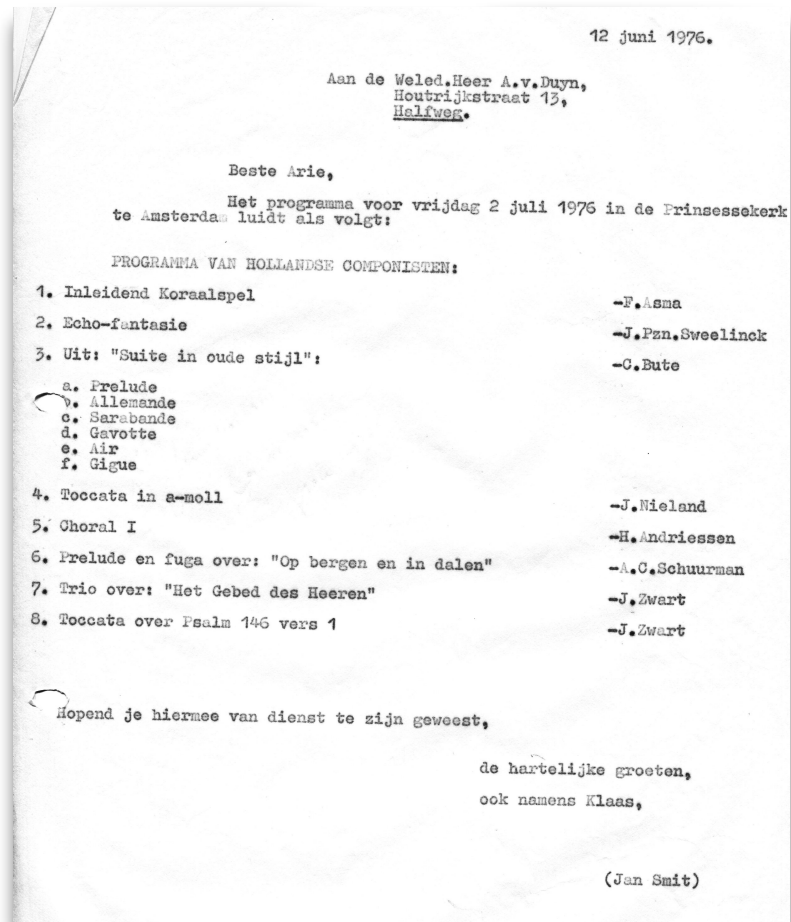 12 juni 1976.
Aan de Weled.Heer A.v.Duyn,
Houtrijkstraat 13,
Halfweg.
Beste Arie,
Het programma voor vrijdag 2 juli 1976 in de Prinsessekerk
te Amsterdam luidt als volgt:
PROGRAMMA VAN HOLLANDSE COMPONISTEN:
1. Inleidend Koraalspel -F.Asma
2. Echo-fantasie -J.Pzn.Sweelinck
3. Uit: "Suite in oude stijl": -C.Bute
a. Prelude
b. Allemande
c. Sarabande
d. Gavotte
e. Air
f. Gigue
4. Toccata in a-moll -J.Nieland
5. Choral I -H.Andriessen
6. Prelude en fuga over: "Op bergen en in dalen" -A.C.Schuurman
7. Trio over: "Het Gebed des Heeren" -J.Zwart
8. Toccata over Psalm 146 vers 1 -J.Zwart
Hopend je hiermee van dienst te zijn geweest,
de hartelijke groeten,
ook namens Klaas,
(Jan Smit)